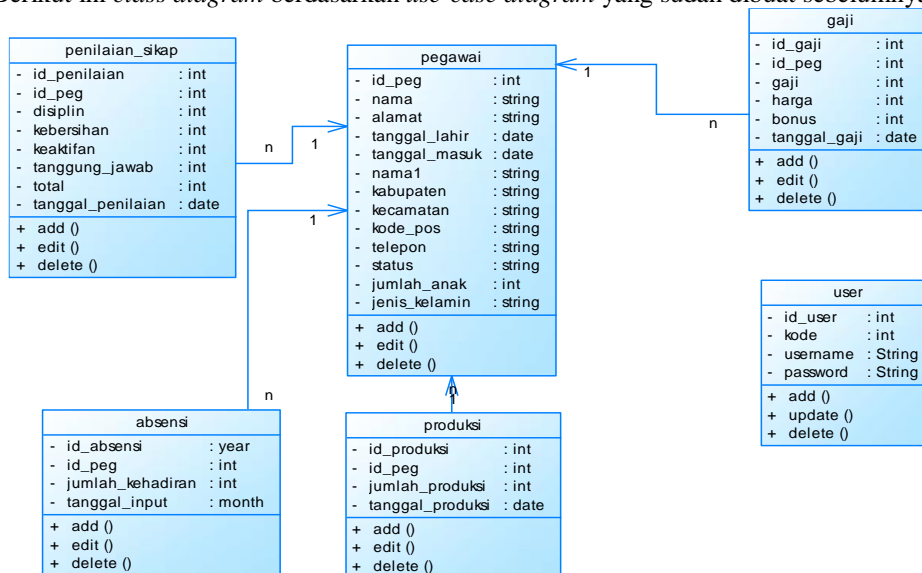 Berikut ini class diagram berdasarkan use case diagram yang sudah dibuat sebelumnya
penilaian_sikap
- id_penilaian : int
- id_peg : int
- disiplin : int
- kebersihan : int
- keaktifan : int
- tanggung_jawab : int
- total : int
- tanggal_penilaian : date
+ add ()
+ edit ()
+ delete ()
n
1
pegawai
- id_peg : int
- nama : string
- alamat : string
- tanggal_lahir : date
- tanggal_masuk : date
- nama1 : string
- kabupaten : string
- kecamatan : string
- kode_pos : string
- telepon : string
- status : string
- jumlah_anak : int
- jenis_kelamin : string
+ add ()
+ edit ()
+ delete ()
1
n
gaji
- id_gaji : int
- id_peg : int
- gaji : int
- harga : int
- bonus : int
- tanggal_gaji : date
+ add ()
+ edit ()
+ delete ()
user
- id_user : int
- kode : int
- username : String
- password : String
+ add ()
+ update ()
+ delete ()
1
n
absensi
- id_absensi : year
- id_peg : int
- jumlah_kehadiran : int
- tanggal_input : month
+ add ()
+ edit ()
+ delete ()
n
1
produksi
- id_produksi : int
- id_peg : int
- jumlah_produksi : int
- tanggal_produksi : date
+ add ()
+ edit ()
+ delete ()